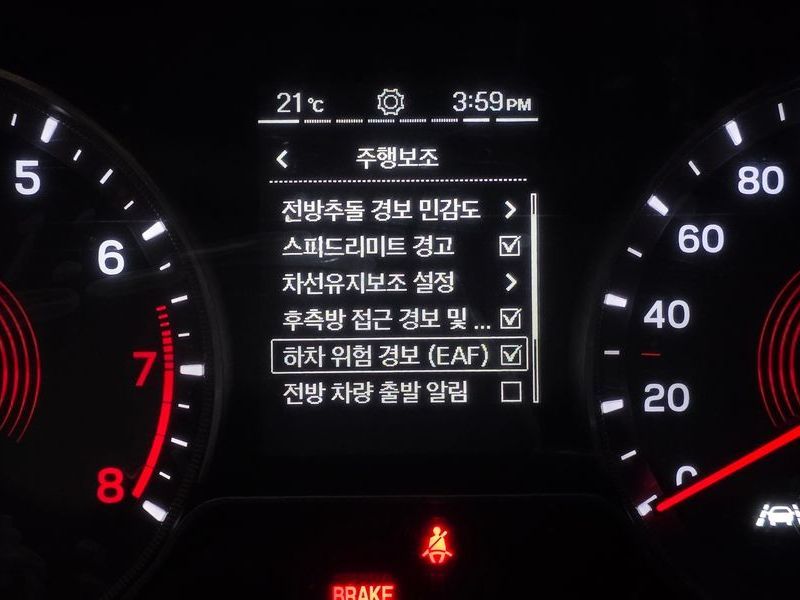 21℃ 3:59PM
주행보조
전방추돌 경보 민감도
스피드리미트 경고
차선유지보조 설정
후측방 접근 경보 및 ...
하차 위험 경보 (EAF)
전방 차량 출발 알림
5
6
7
8
80
60
40
20
0
BRAKE